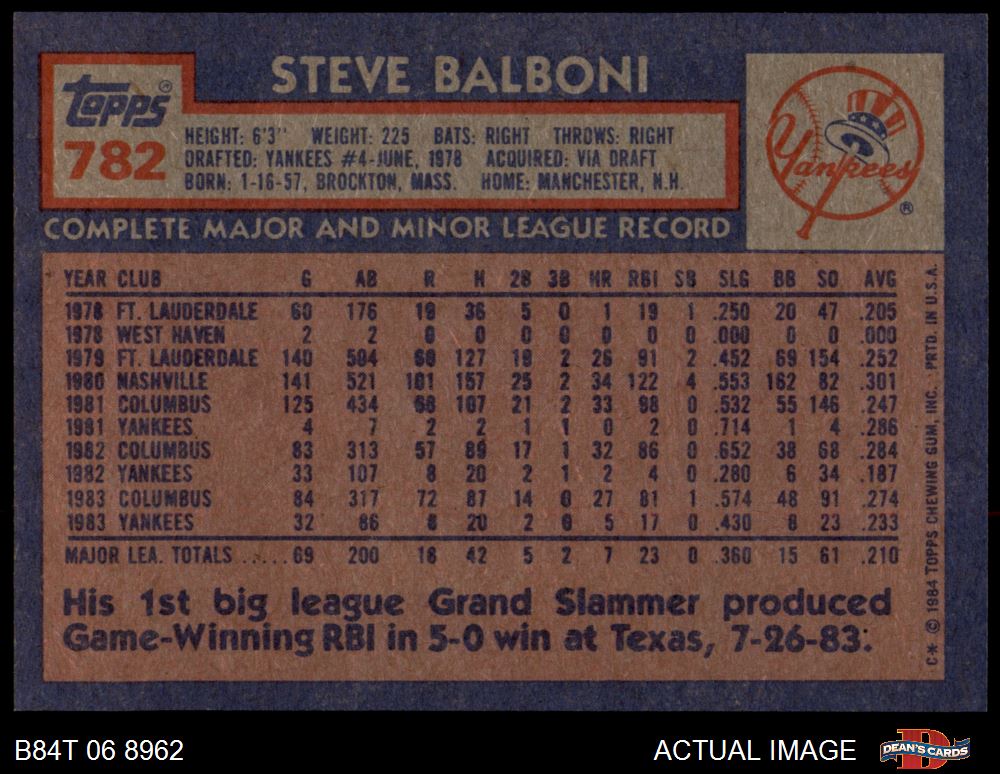 STEVE BALBONI
Topps®
782
HEIGHT: 6'3" WEIGHT: 225 BATS: RIGHT THROWS: RIGHT
DRAFTED: YANKEES #4-JUNE, 1978 ACQUIRED: VIA DRAFT
BORN: 1-16-57, BROCKTON, MASS. HOME: MANCHESTER, N.H.
Yankees®
COMPLETE MAJOR AND MINOR LEAGUE RECORD
YEAR CLUB G AB R H 2B 3B HR RBI SB SLG BB SO AVG
1978 FT. LAUDERDALE 60 176 19 36 5 0 1 19 1 .250 20 47 .205
1978 WEST HAVEN 2 2 0 0 0 0 0 0 0 .000 0 0 .000
1979 FT. LAUDERDALE 140 504 60 127 19 2 26 91 2 .452 69 154 .252
1980 NASHVILLE 141 521 101 157 25 2 34 122 4 .553 162 82 .301
1981 COLUMBUS 125 434 68 107 21 2 33 98 0 .532 55 146 .247
1981 YANKEES 4 7 2 2 1 1 0 2 0 .714 1 4 .286
1982 COLUMBUS 83 313 57 89 17 1 32 86 0 .652 38 68 .284
1982 YANKEES 33 107 8 20 2 1 2 4 0 .280 6 34 .187
1983 COLUMBUS 84 317 72 87 14 0 27 81 1 .574 48 91 .274
1983 YANKEES 32 86 8 20 2 0 5 17 0 .430 8 23 .233
MAJOR LEA. TOTALS ..... 69 200 18 42 5 2 7 23 0 .360 15 61 .210
His 1st big league Grand Slammer produced
Game-Winning RBI in 5-0 win at Texas, 7-26-83.
C* © 1984 TOPPS CHEWING GUM, INC. PRTD. IN U.S.A.
B84T 06 8962
ACTUAL IMAGE
DEAN'S CARDS